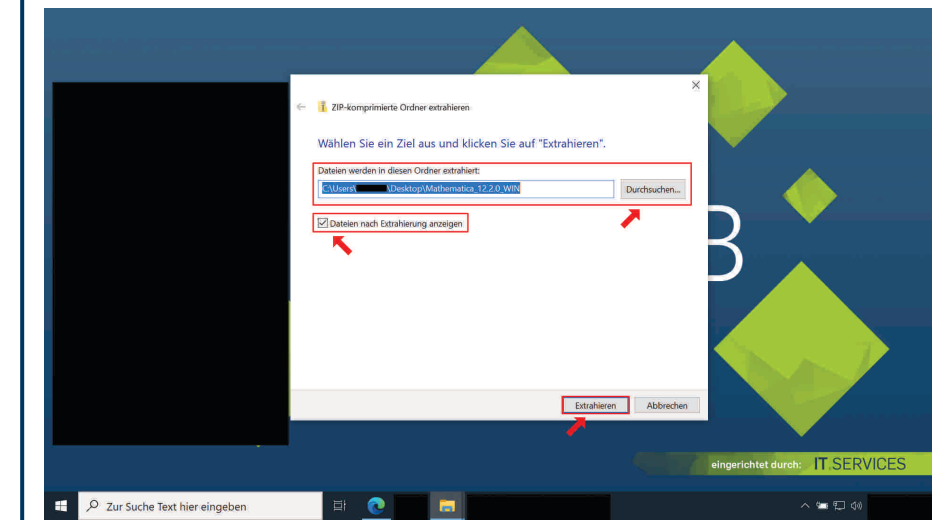 ZIP-komprimierte Ordner extrahieren
Wählen Sie ein Ziel aus und klicken Sie auf "Extrahieren".
Dateien werden in diesen Ordner extrahiert:
C:\Users\ \Desktop\Mathematica_12.2.0_WIN
Durchsuchen...
Dateien nach Extrahierung anzeigen
B
Extrahieren
Abbrechen
eingerichtet durch: IT.SERVICES
Zur Suche Text hier eingeben